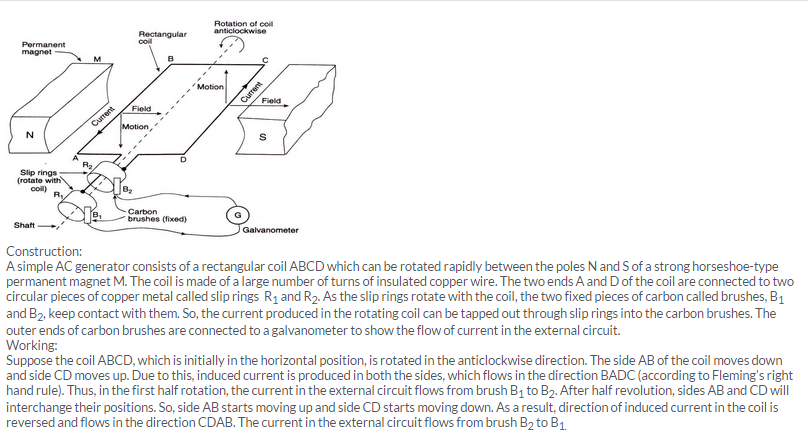 Rotation of coil
anticlockwise
Rectangular
coil
Permanent
magnet
M
B
C
Motion
Current
Field
Current
Field
Motion
N
S
A
D
R₂
Slip rings
(rotate with
coil)
R₁
B₂
B₁
Carbon
brushes (fixed)
G
Shaft
Galvanometer
Construction:
A simple AC generator consists of a rectangular coil ABCD which can be rotated rapidly between the poles N and S of a strong horseshoe-type
permanent magnet M. The coil is made of a large number of turns of insulated copper wire. The two ends A and D of the coil are connected to two
circular pieces of copper metal called slip rings R₁ and R₂. As the slip rings rotate with the coil, the two fixed pieces of carbon called brushes, B₁
and B₂, keep contact with them. So, the current produced in the rotating coil can be tapped out through slip rings into the carbon brushes. The
outer ends of carbon brushes are connected to a galvanometer to show the flow of current in the external circuit.
Working:
Suppose the coil ABCD, which is initially in the horizontal position, is rotated in the anticlockwise direction. The side AB of the coil moves down
and side CD moves up. Due to this, induced current is produced in both the sides, which flows in the direction BADC (according to Fleming's right
hand rule). Thus, in the first half rotation, the current in the external circuit flows from brush B₁ to B₂. After half revolution, sides AB and CD will
interchange their positions. So, side AB starts moving up and side CD starts moving down. As a result, direction of induced current in the coil is
reversed and flows in the direction CDAB. The current in the external circuit flows from brush B₂ to B₁.